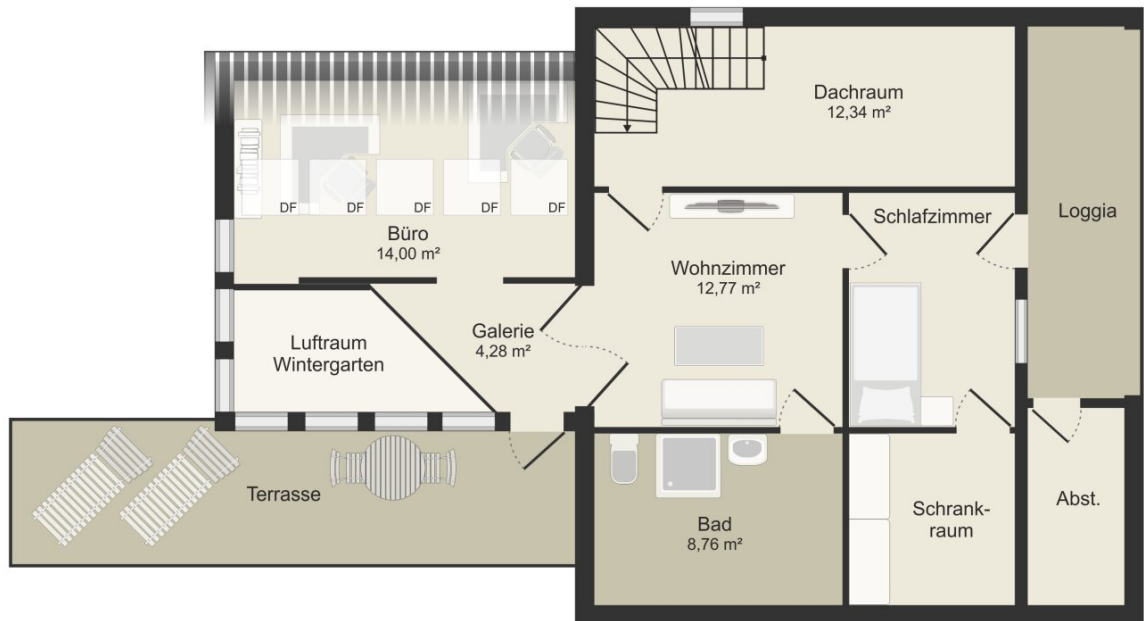 Dachraum
12,34 m²
DF
DF
DF
DF
DF
Büro
14,00 m²
Schlafzimmer
Loggia
Wohnzimmer
12,77 m²
Luftraum
Wintergarten
Galerie
4,28 m²
Terrasse
Bad
8,76 m²
Schrank-
raum
Abst.